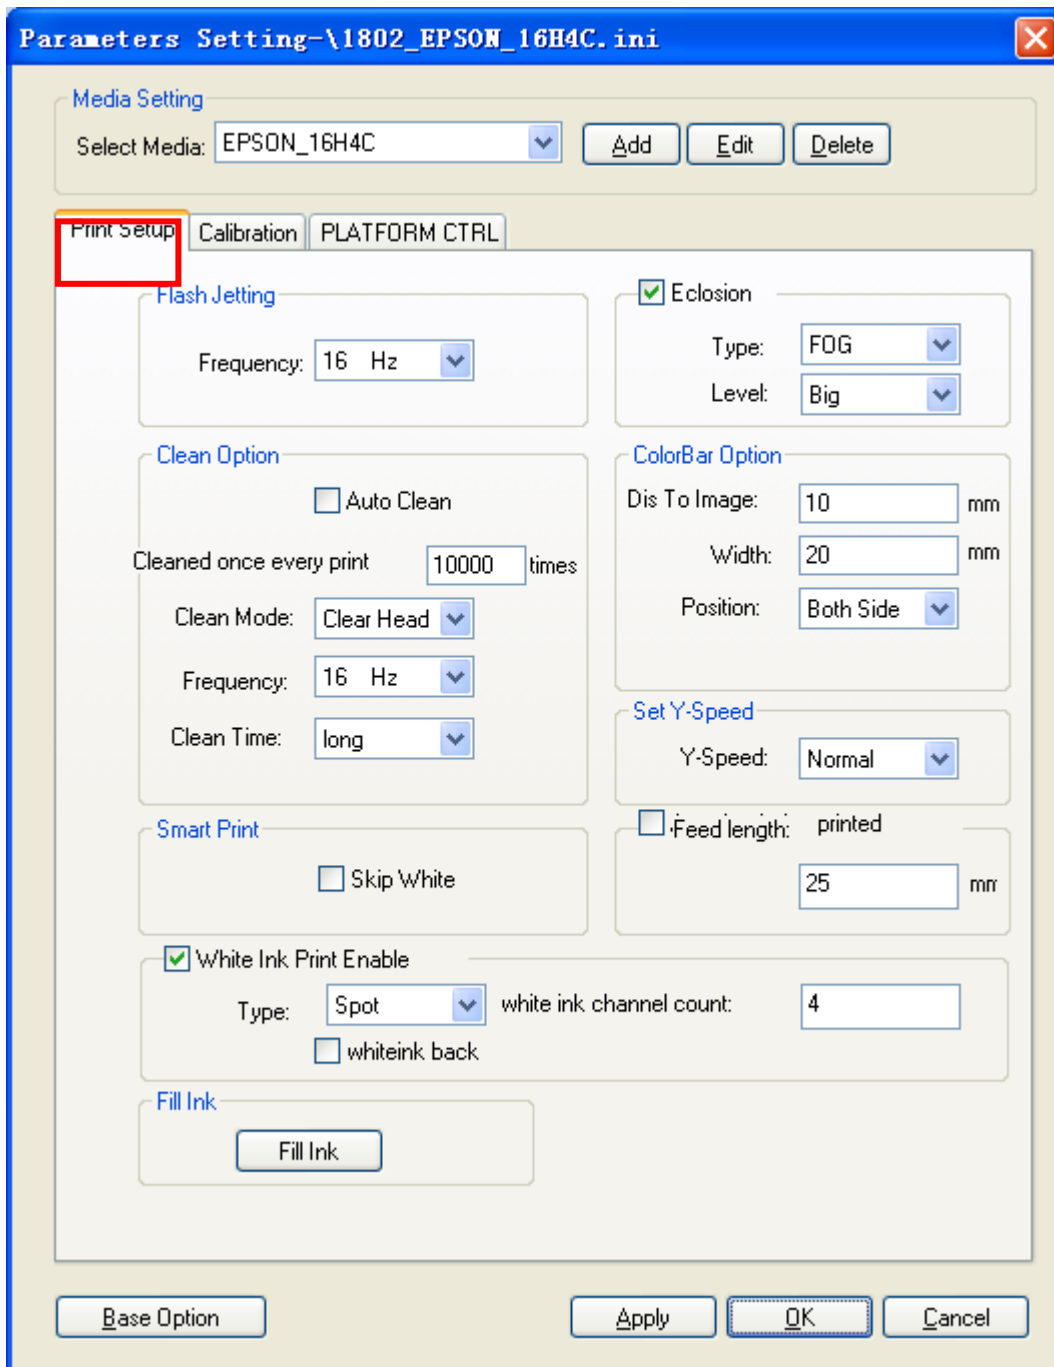 Parameters Setting-\1802_EPSON_16H4C.ini
Media Setting
Select Media: EPSON_16H4C Add Edit Delete
Print Setup Calibration PLATFORM CTRL
Flash Jetting
Frequency: 16 Hz
Eclosion
Type: FOG
Level: Big
Clean Option
Auto Clean
Cleaned once every print 10000 times
Clean Mode: Clear Head
Frequency: 16 Hz
Clean Time: long
ColorBar Option
Dis To Image: 10 mm
Width: 20 mm
Position: Both Side
Set Y-Speed
Y-Speed: Normal
Smart Print
Skip White
Feed length: printed
25 mm
White Ink Print Enable
Type: Spot white ink channel count: 4
whiteink back
Fill Ink
Fill Ink
Base Option Apply OK Cancel